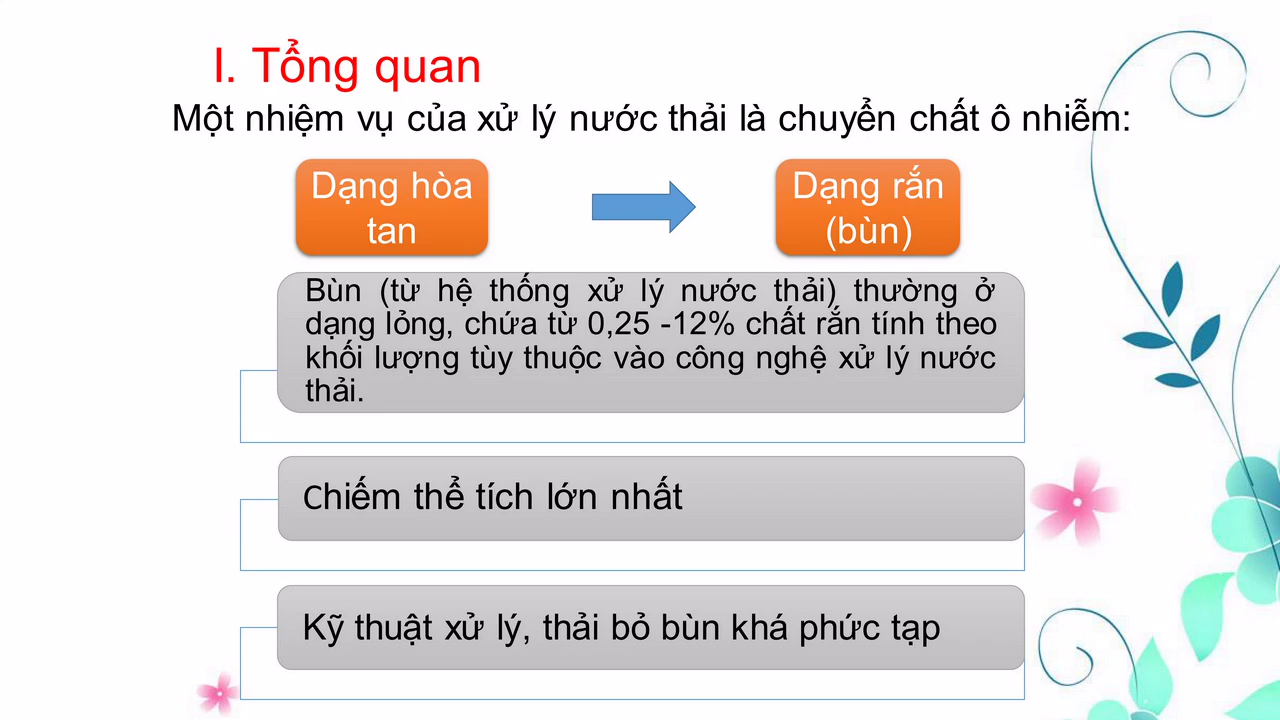 I. Tổng quan
Một nhiệm vụ của xử lý nước thải là chuyển chất ô nhiễm:
Dạng hòa
tan
Dạng rắn
(bùn)
Bùn (từ hệ thống xử lý nước thải) thường ở
dạng lỏng, chứa từ 0,25 -12% chất rắn tính theo
khối lượng tùy thuộc vào công nghệ xử lý nước
thải.
Chiếm thể tích lớn nhất
Kỹ thuật xử lý, thải bỏ bùn khá phức tạp